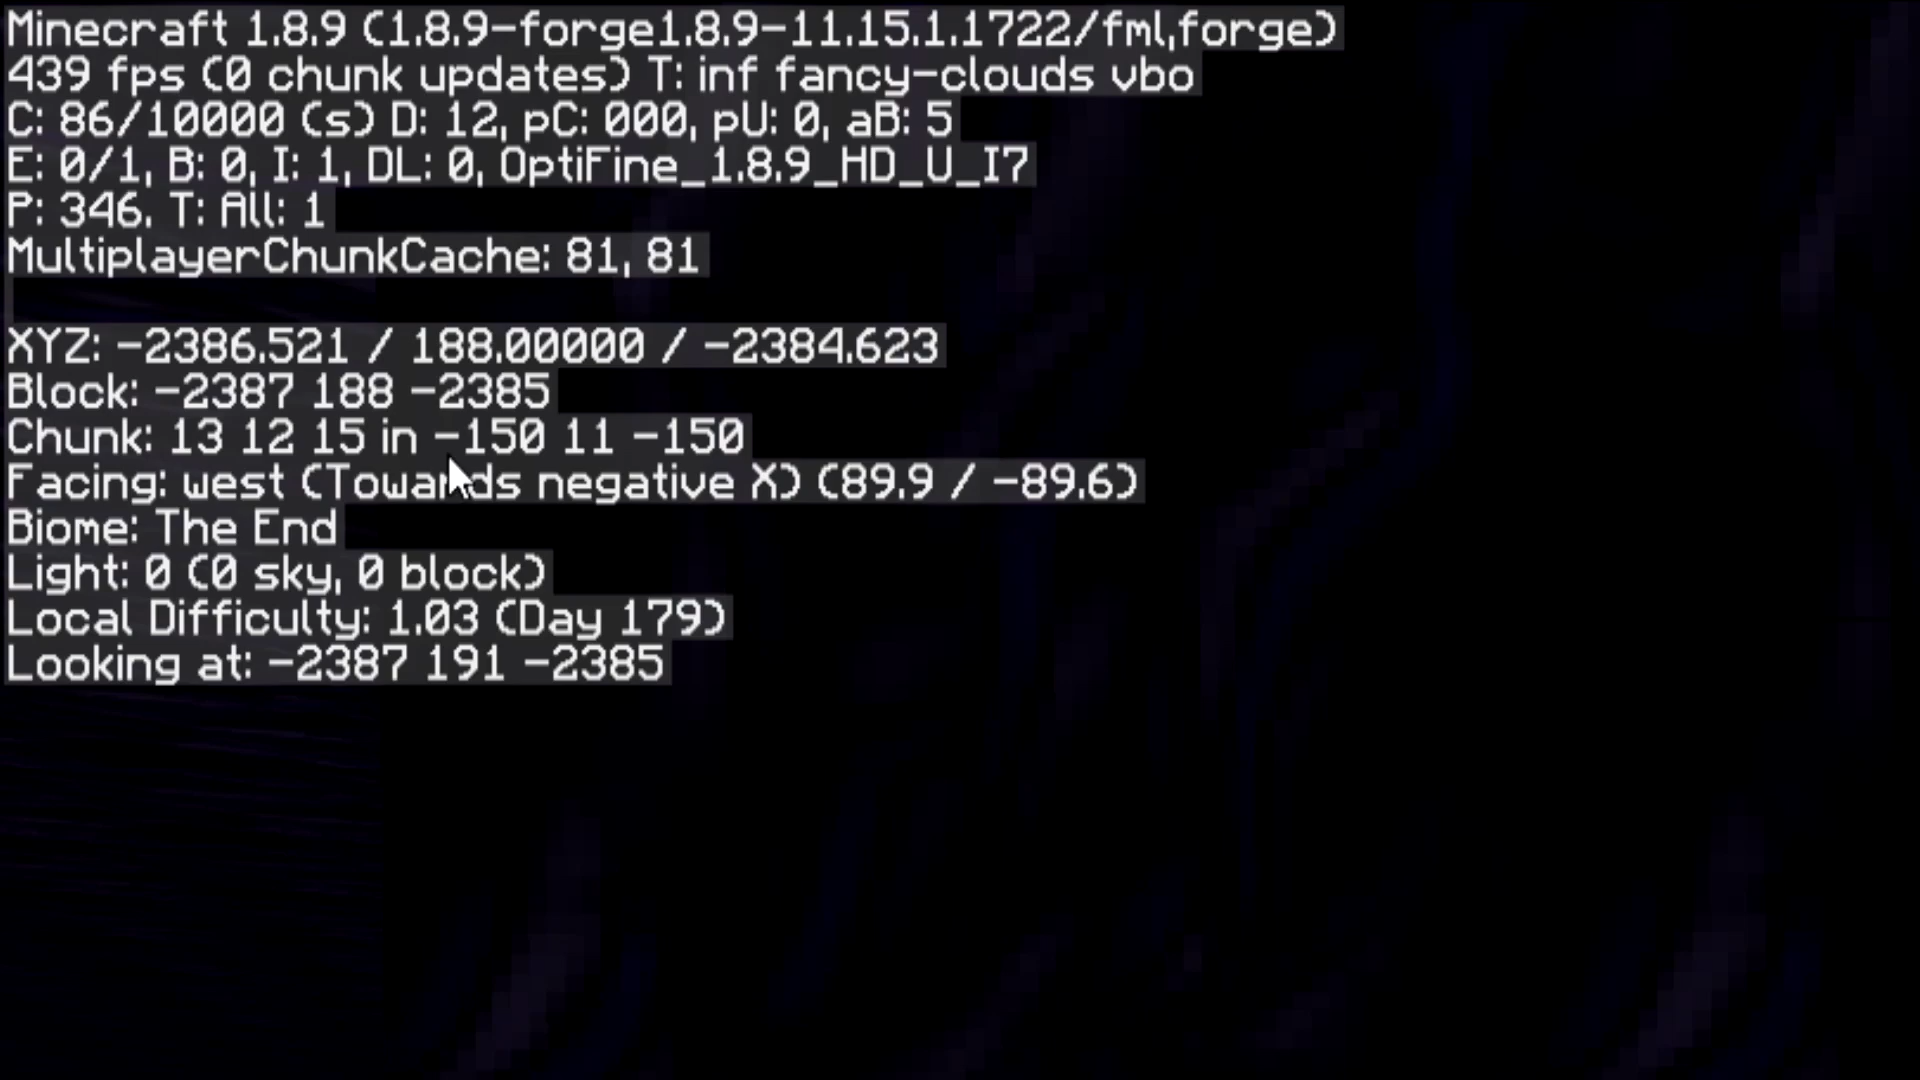 Minecraft 1.8.9 (1.8.9-forge1.8.9-11.15.1.1722/fml,forge)
439 fps (0 chunk updates) T: inf fancy-clouds vbo
C: 86/10000 (s) D: 12, pC: 000, pU: 0, aB: 5
E: 0/1, B: 0, I: 1, DL: 0, OptiFine_1.8.9_HD_U_I7
P: 346. T: All: 1
MultiplayerChunkCache: 81, 81
XYZ: -2386.521 / 188.00000 / -2384.623
Block: -2387 188 -2385
Chunk: 13 12 15 in -150 11 -150
Facing: west (Towards negative X) (89.9 / -89.6)
Biome: The End
Light: 0 (0 sky, 0 block)
Local Difficulty: 1.03 (Day 179)
Looking at: -2387 191 -2385